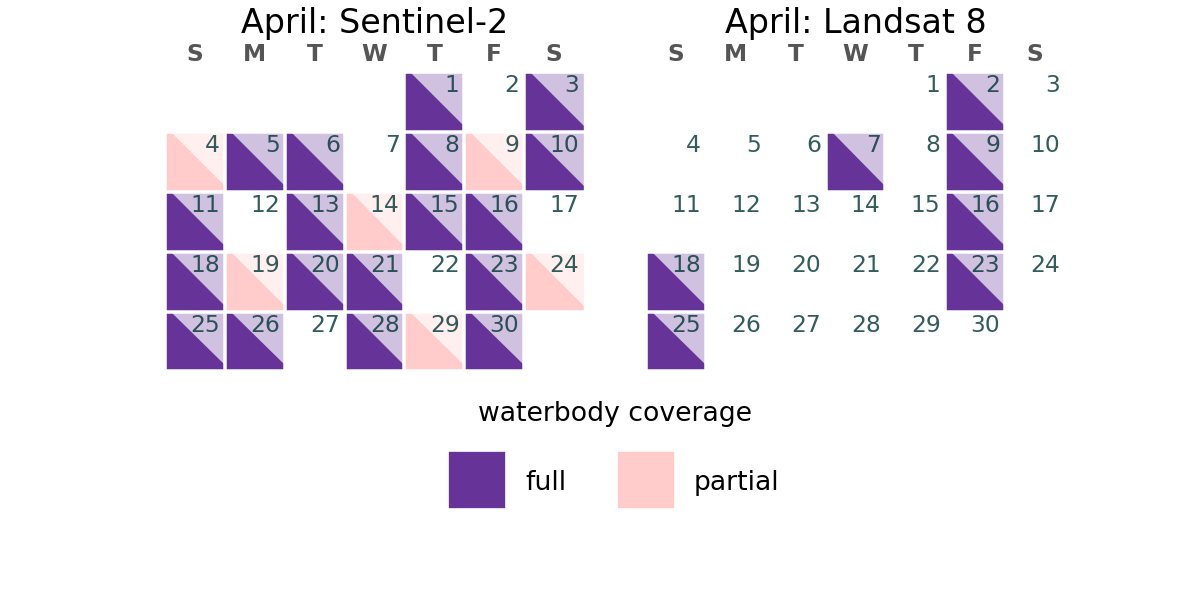 April: Sentinel-2
S M T W T F S
1 2 3
4 5 6 7 8 9 10
11 12 13 14 15 16 17
18 19 20 21 22 23 24
25 26 27 28 29 30
April: Landsat 8
S M T W T F S
1 2 3
4 5 6 7 8 9 10
11 12 13 14 15 16 17
18 19 20 21 22 23 24
25 26 27 28 29 30
waterbody coverage
full partial